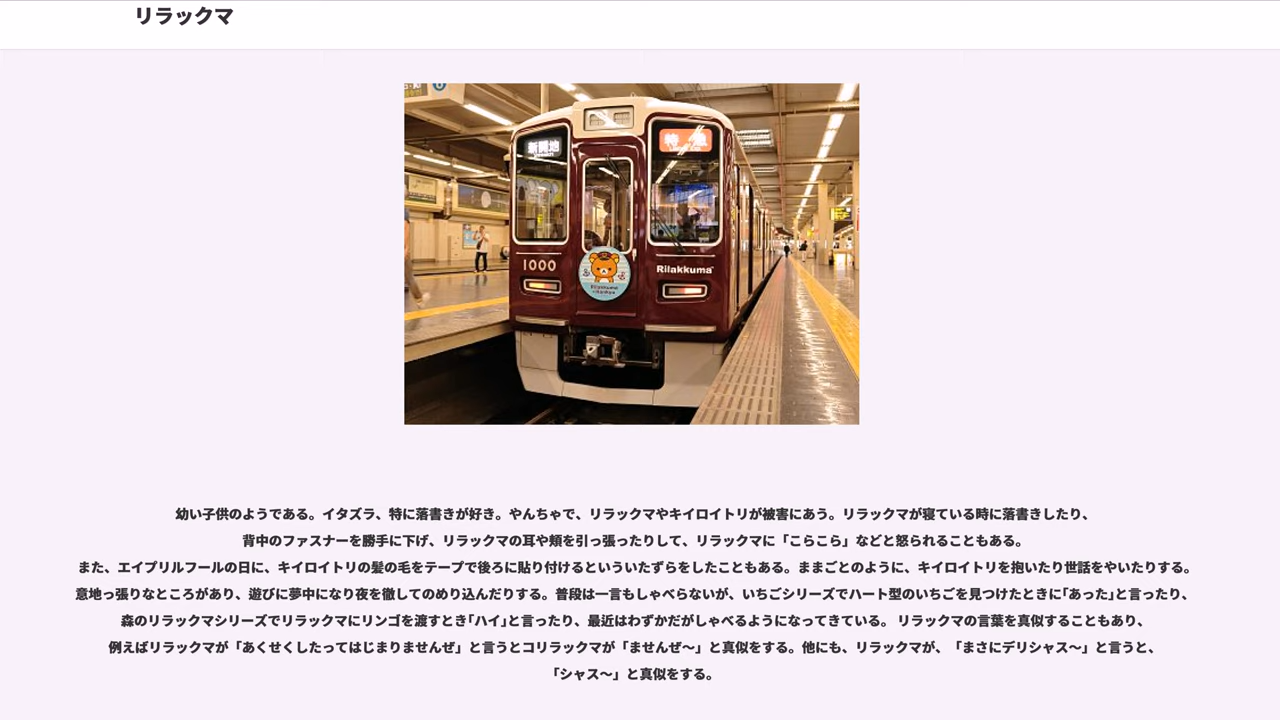 リラックマ
新開地
特 急
1000
Rilakkuma
Rilakkuma
幼い子供のようである。イタズラ、特に落書きが好き。やんちゃで、リラックマやキイロイトリが被害にあう。リラックマが寝ている時に落書きしたり、
背中のファスナーを勝手に下げ、リラックマの耳や頬を引っ張ったりして、リラックマに「こらこら」などと怒られることもある。
また、エイプリルフールの日に、キイロイトリの髪の毛をテープで後ろに貼り付けるといういたずらをしたこともある。ままごとのように、キイロイトリを抱いたり世話をやいたりする。
意地っ張りなところがあり、遊びに夢中になり夜を徹してのめり込んだりする。普段は一言もしゃべらないが、いちごシリーズでハート型のいちごを見つけたときに｢あった｣と言ったり、
森のリラックマシリーズでリラックマにリンゴを渡すとき｢ハイ｣と言ったり、最近はわずかだがしゃべるようになってきている。 リラックマの言葉を真似することもあり、
例えばリラックマが「あくせくしたってはじまりませんぜ」と言うとコリラックマが「ませんぜ〜」と真似をする。他にも、リラックマが、「まさにデリシャス〜」と言うと、
「シャス〜」と真似をする。